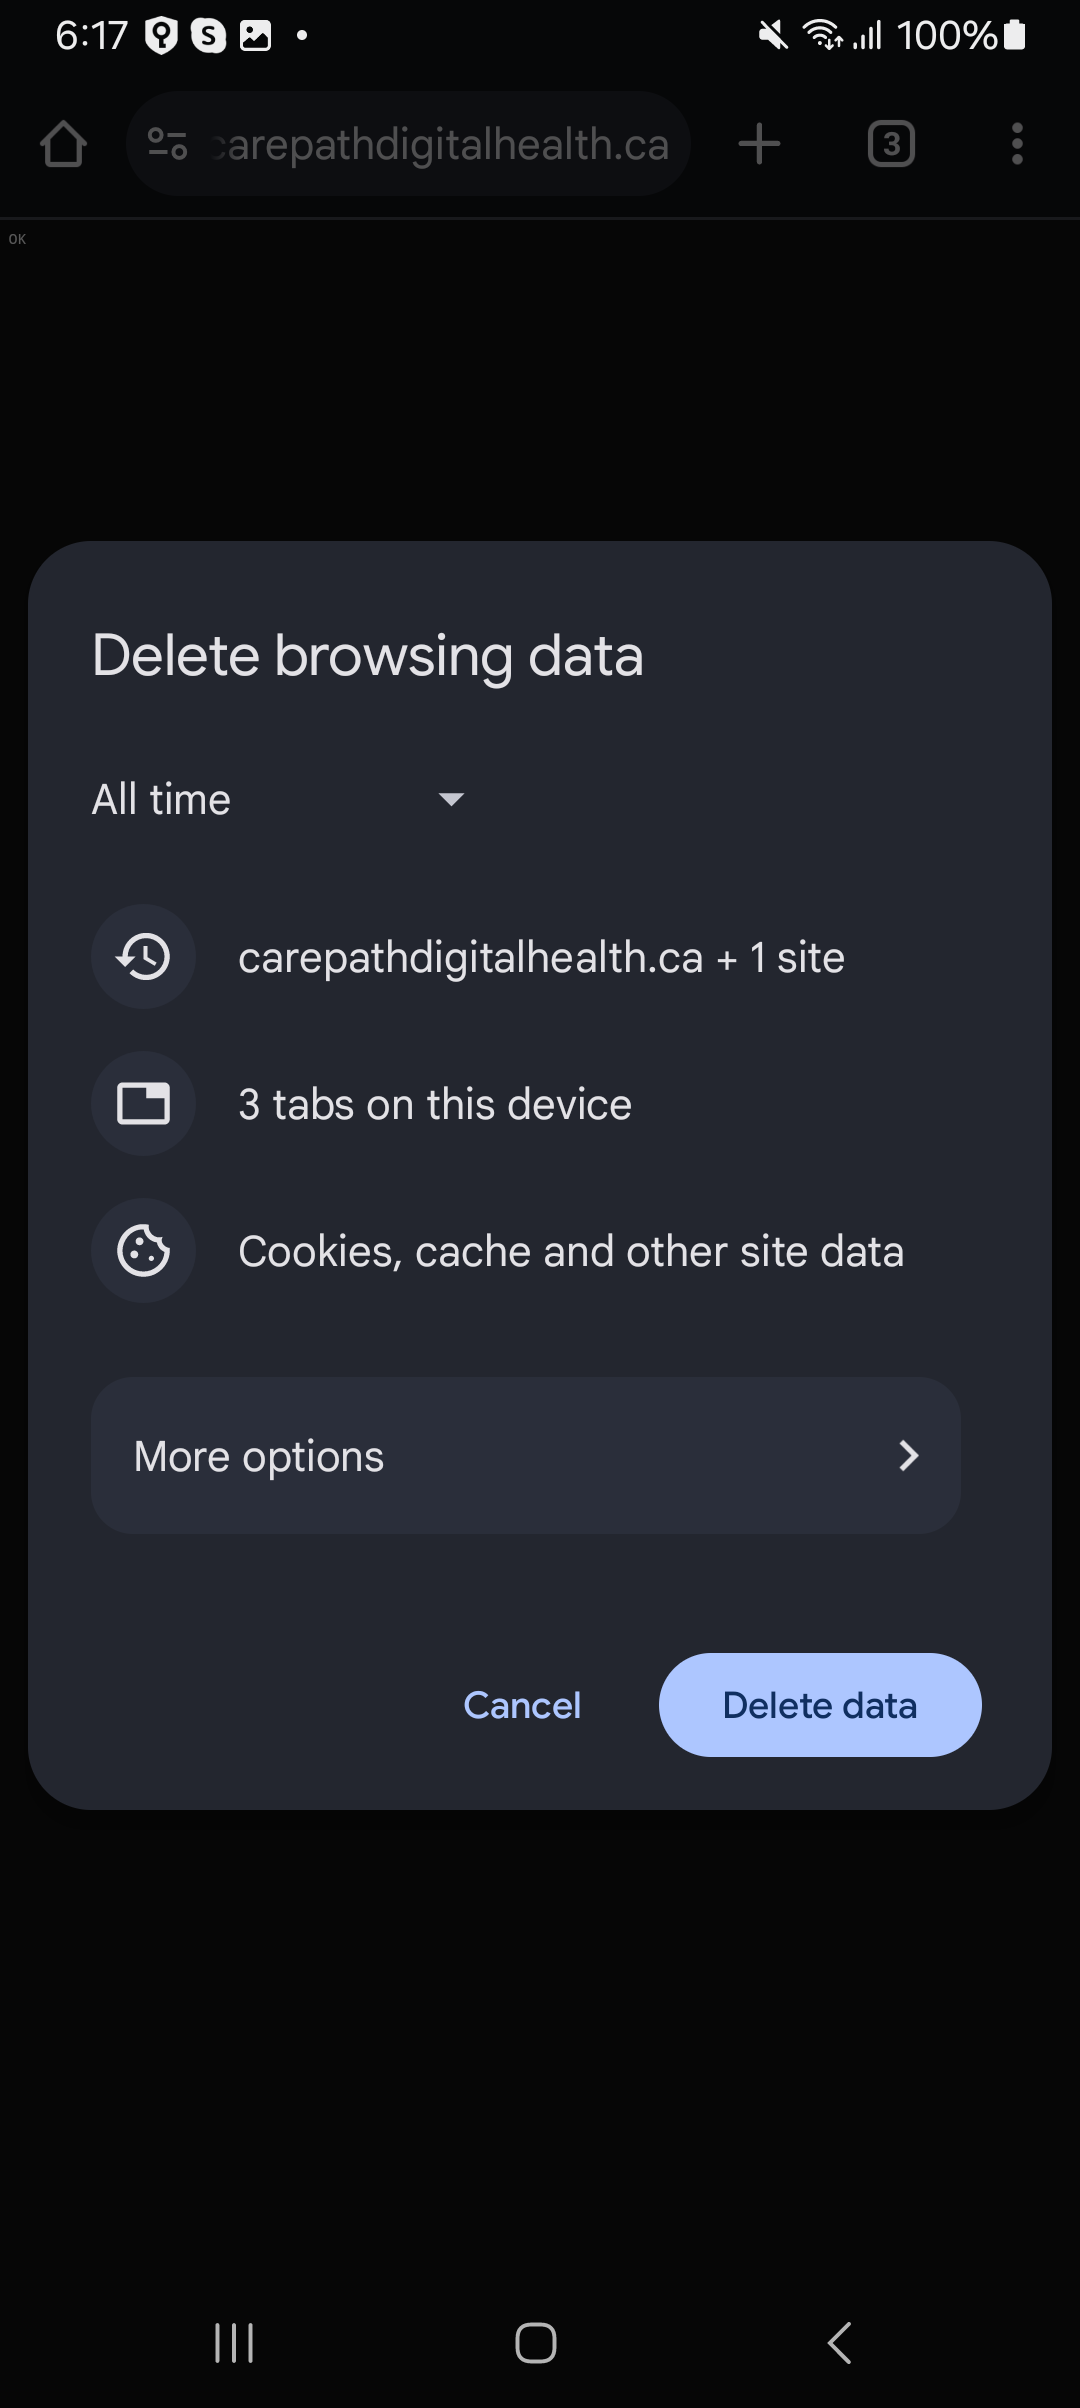 6:17
100%
carepathdigitalhealth.ca
3
OK
Delete browsing data
All time
carepathdigitalhealth.ca + 1 site
3 tabs on this device
Cookies, cache and other site data
More options
Cancel
Delete data